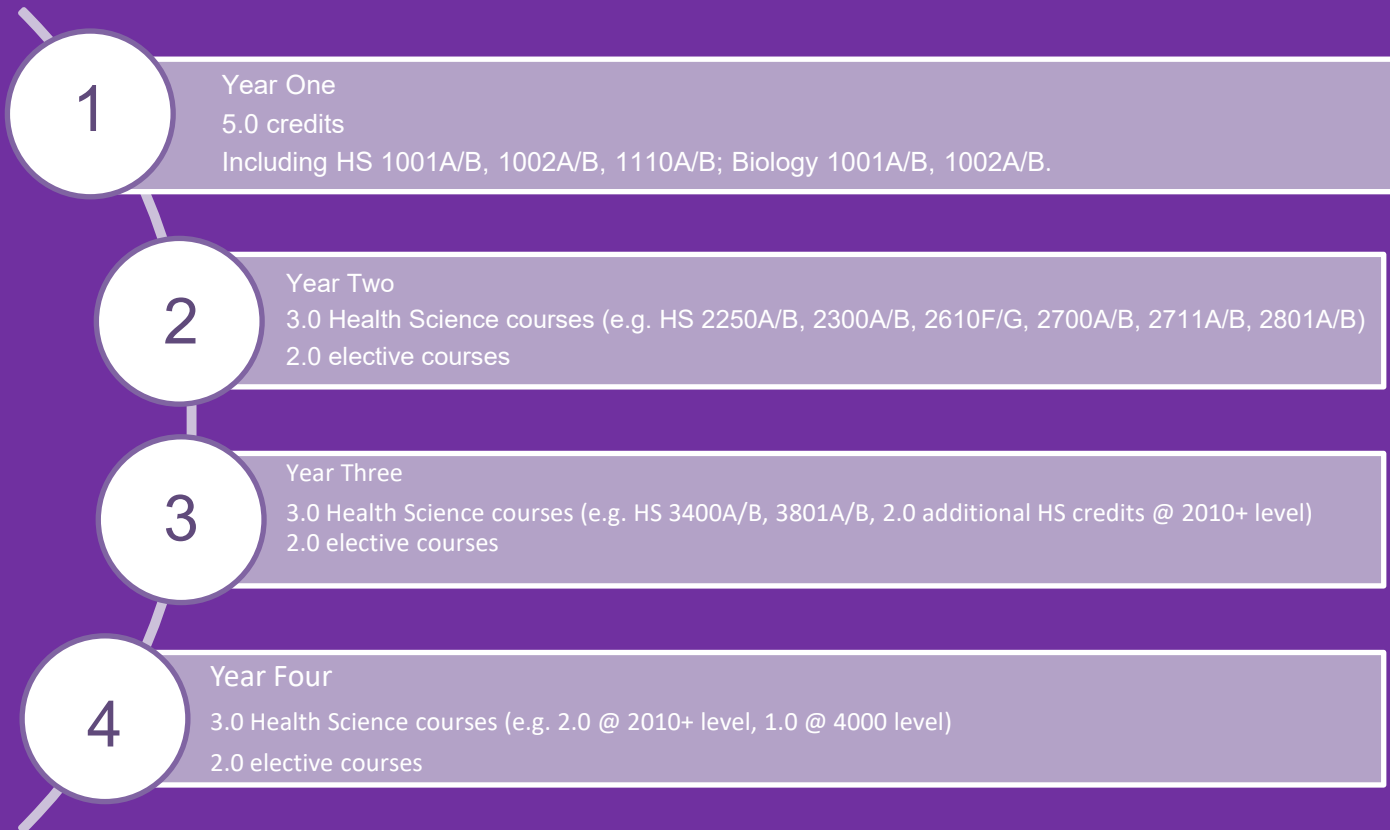 1
Year One
5.0 credits
Including HS 1001A/B, 1002A/B, 1110A/B; Biology 1001A/B, 1002A/B.
2
Year Two
3.0 Health Science courses (e.g. HS 2250A/B, 2300A/B, 2610F/G, 2700A/B, 2711A/B, 2801A/B)
2.0 elective courses
3
Year Three
3.0 Health Science courses (e.g. HS 3400A/B, 3801A/B, 2.0 additional HS credits @ 2010+ level)
2.0 elective courses
4
Year Four
3.0 Health Science courses (e.g. 2.0 @ 2010+ level, 1.0 @ 4000 level)
2.0 elective courses